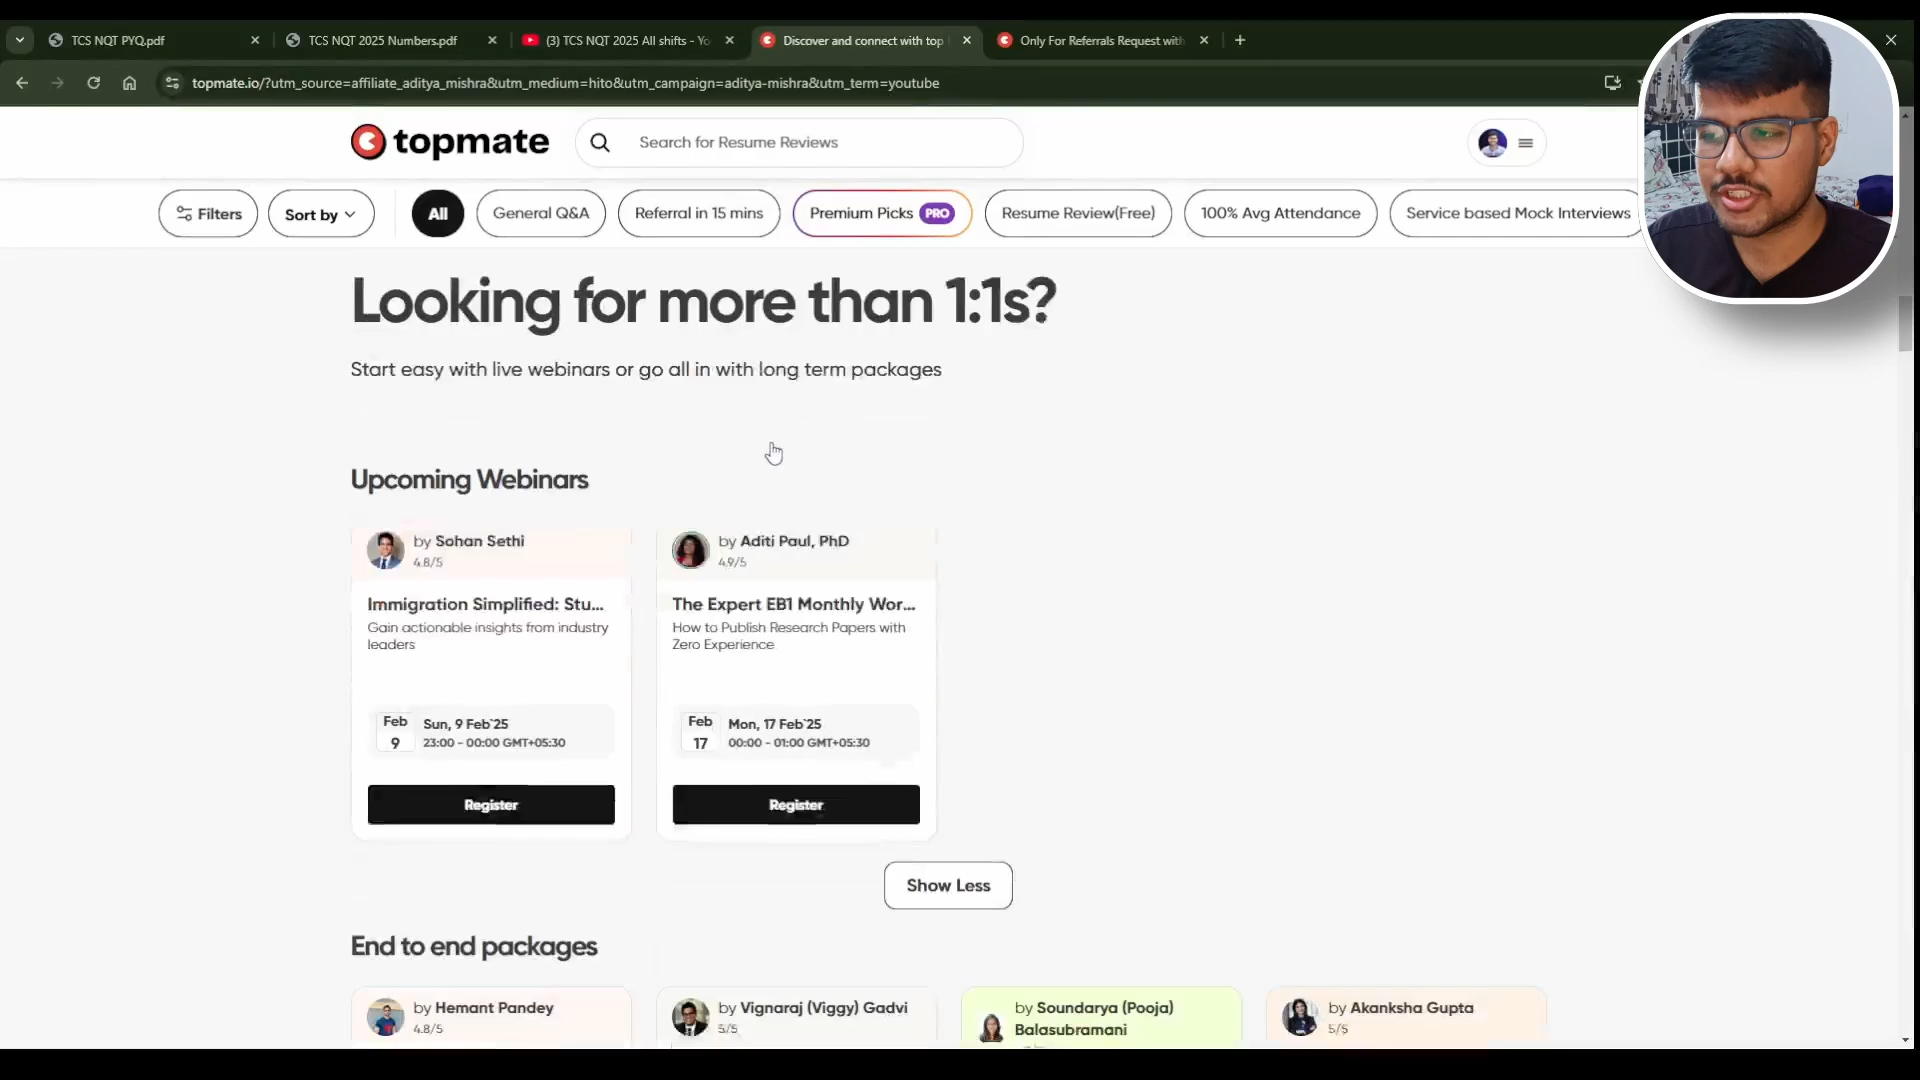 TCS NQT PYQ.pdf
TCS NQT 2025 Numbers.pdf
(3) TCS NQT 2025 All shifts - Yo
Discover and connect with top
Only For Referrals Request with
topmate.io/?utm_source=affiliate_aditya_mishra&utm_medium=hito&utm_campaign=aditya-mishra&utm_term=youtube
topmate
Search for Resume Reviews
Filters
Sort by
All
General Q&A
Referral in 15 mins
Premium Picks PRO
Resume Review(Free)
100% Avg Attendance
Service based Mock Interviews
Looking for more than 1:1s?
Start easy with live webinars or go all in with long term packages
Upcoming Webinars
by Sohan Sethi
4.8/5
Immigration Simplified: Stu...
Gain actionable insights from industry
leaders
Feb
9
Sun, 9 Feb'25
23:00 - 00:00 GMT+05:30
Register
by Aditi Paul, PhD
4.9/5
The Expert EB1 Monthly Wor...
How to Publish Research Papers with
Zero Experience
Feb
17
Mon, 17 Feb'25
00:00 - 01:00 GMT+05:30
Register
Show Less
End to end packages
by Hemant Pandey
4.8/5
by Vignaraj (Viggy) Gadvi
5/5
by Soundarya (Pooja)
Balasubramani
by Akanksha Gupta
5/5